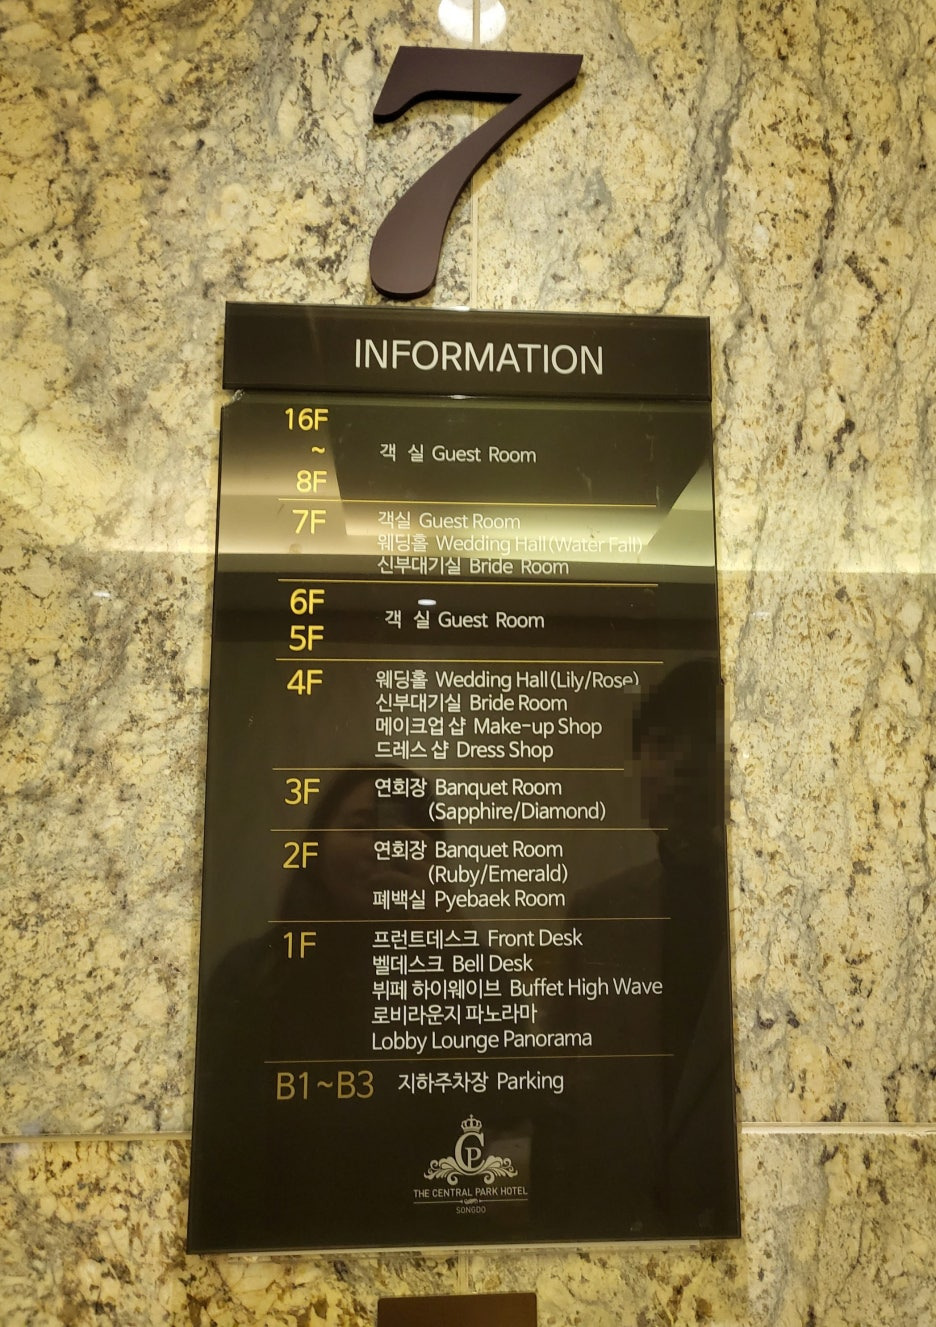 7
INFORMATION
16F
~
8F
객 실 Guest Room
7F
객실 Guest Room
웨딩홀 Wedding Hall(Water Fall)
신부대기실 Bride Room
6F
5F
객 실 Guest Room
4F
웨딩홀 Wedding Hall(Lily/Rose)
신부대기실 Bride Room
메이크업 샵 Make-up Shop
드레스 샵 Dress Shop
3F
연회장 Banquet Room
(Sapphire/Diamond)
2F
연회장 Banquet Room
(Ruby/Emerald)
폐백실 Pyebaek Room
1F
프런트데스크 Front Desk
벨데스크 Bell Desk
뷔페 하이웨이브 Buffet High Wave
로비라운지 파노라마
Lobby Lounge Panorama
B1~B3 지하주차장 Parking
CP
THE CENTRAL PARK HOTEL
SONGDO